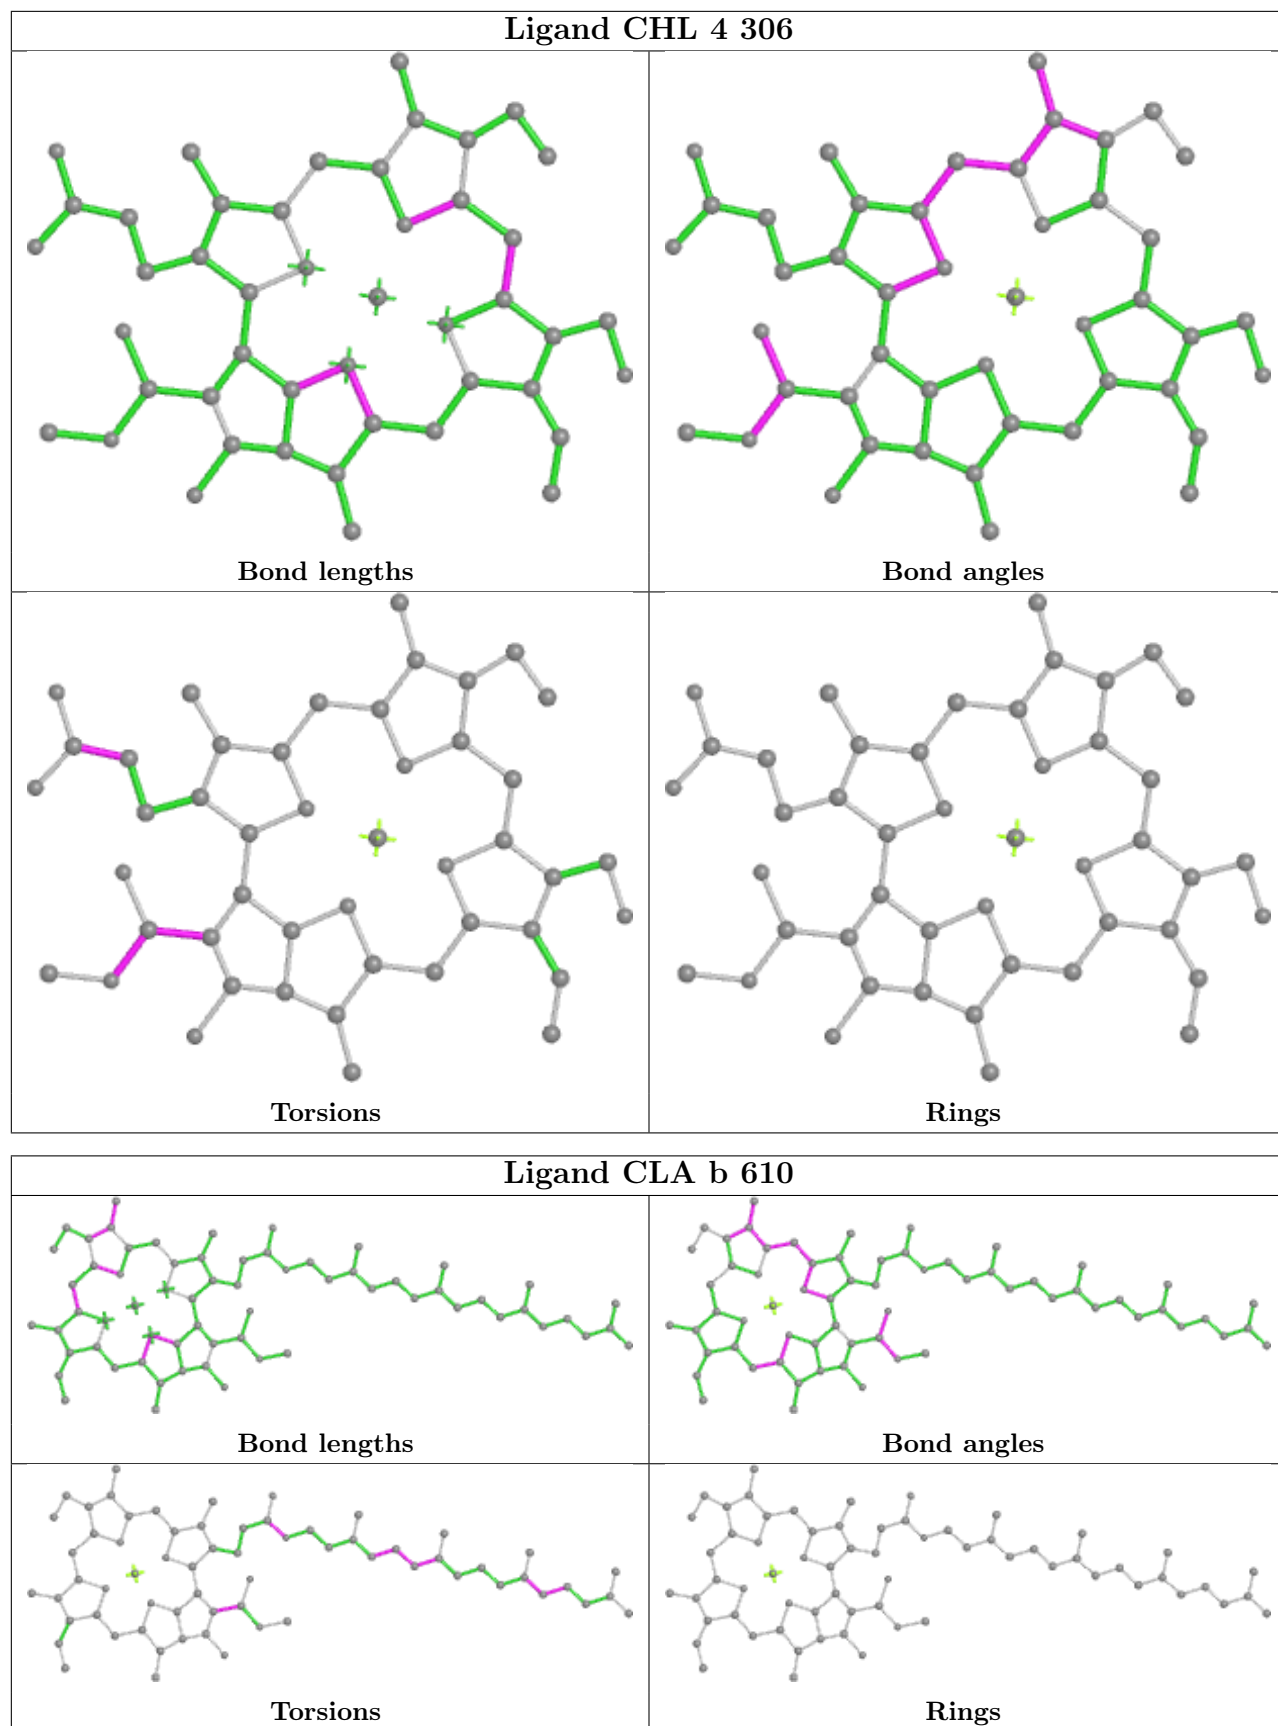 Ligand CHL 4 306
Bond lengths
Bond angles
Torsions
Rings
Ligand CLA b 610
Bond lengths
Bond angles
Torsions
Rings